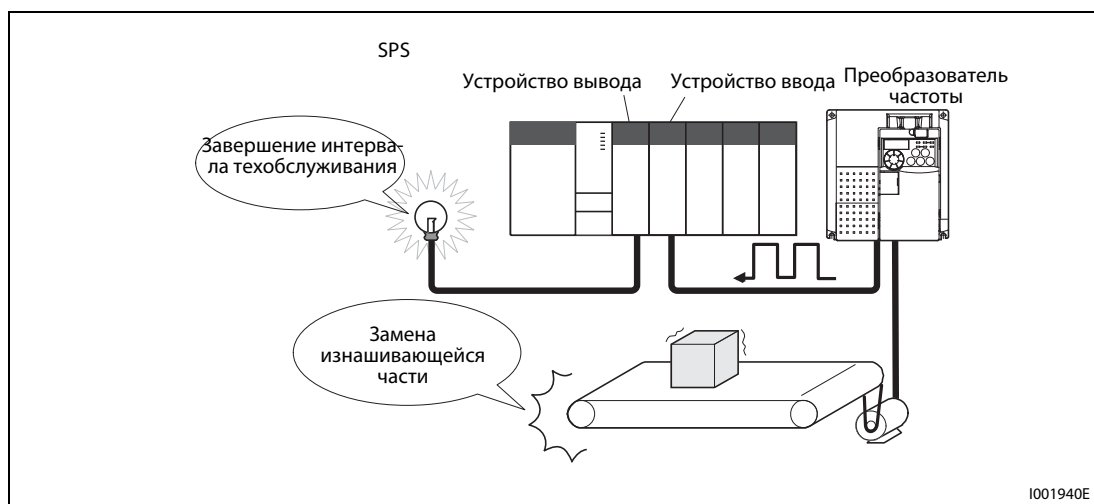 SPS
Устройство вывода
Устройство ввода
Преобразователь
частоты
Завершение интерва-
ла техобслуживания
Замена
изнашивающейся
части
I001940E